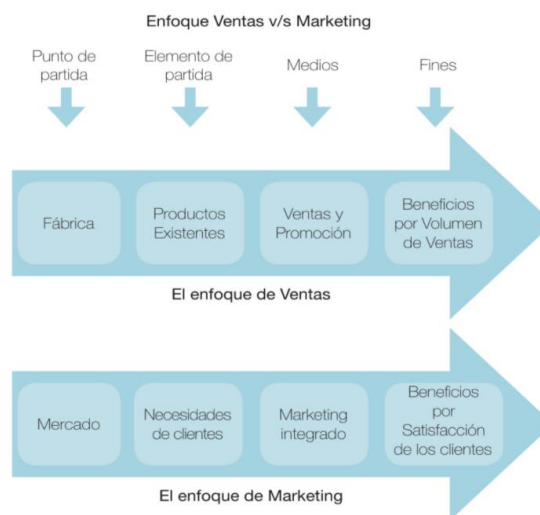 Enfoque Ventas v/s Marketing
Punto de
partida
Elemento de
partida
Medios
Fines
Fábrica
Productos
Existentes
Ventas y
Promoción
Beneficios
por Volumen
de Ventas
El enfoque de Ventas
Mercado
Necesidades
de clientes
Marketing
integrado
Beneficios
por
Satisfacción
de los clientes
El enfoque de Marketing